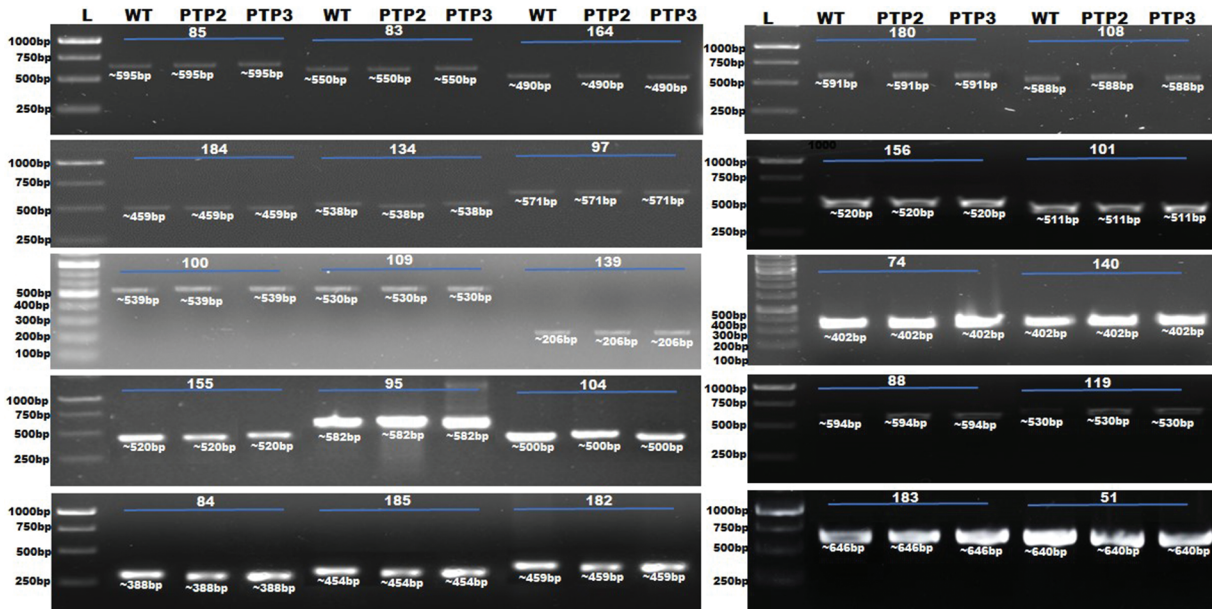 L WT PTP2 PTP3 WT PTP2 PTP3 WT PTP2 PTP3
85 83 164
1000bp
750bp
500bp
250bp
~595bp ~595bp ~595bp ~550bp ~550bp ~550bp ~490bp ~490bp ~490bp
184 134 97
1000bp
750bp
500bp
250bp
~459bp ~459bp ~459bp ~538bp ~538bp ~538bp ~571bp ~571bp ~571bp
100 109 139
500bp
400bp
300bp
200bp
100bp
~539bp ~539bp ~539bp ~530bp ~530bp ~530bp ~206bp ~206bp ~206bp
155 95 104
1000bp
750bp
500bp
250bp
~520bp ~520bp ~520bp ~582bp ~582bp ~582bp ~500bp ~500bp ~500bp
84 185 182
1000bp
750bp
500bp
250bp
~388bp ~388bp ~388bp ~454bp ~454bp ~454bp ~459bp ~459bp ~459bp
L WT PTP2 PTP3 WT PTP2 PTP3
180 108
1000bp
750bp
500bp
250bp
~591bp ~591bp ~591bp ~588bp ~588bp ~588bp
1000
156 101
1000bp
750bp
500bp
250bp
~520bp ~520bp ~520bp ~511bp ~511bp ~511bp
74 140
500bp
400bp
300bp
200bp
100bp
~402bp ~402bp ~402bp ~402bp ~402bp ~402bp
88 119
1000bp
750bp
500bp
250bp
~594bp ~594bp ~594bp ~530bp ~530bp ~530bp
183 51
1000bp
750bp
500bp
250bp
~646bp ~646bp ~646bp ~640bp ~640bp ~640bp